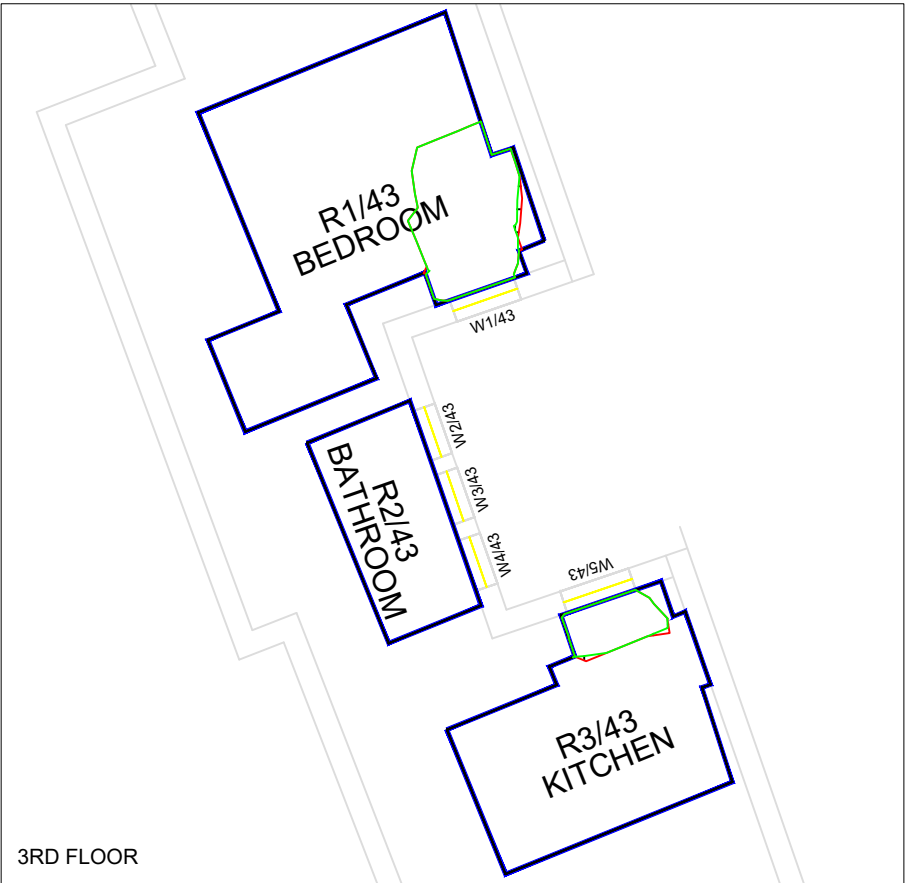 R1/43
BEDROOM
W1/43
W2/43
W3/43
R2/43
BATHROOM
W4/43
W5/43
R3/43
KITCHEN
3RD FLOOR